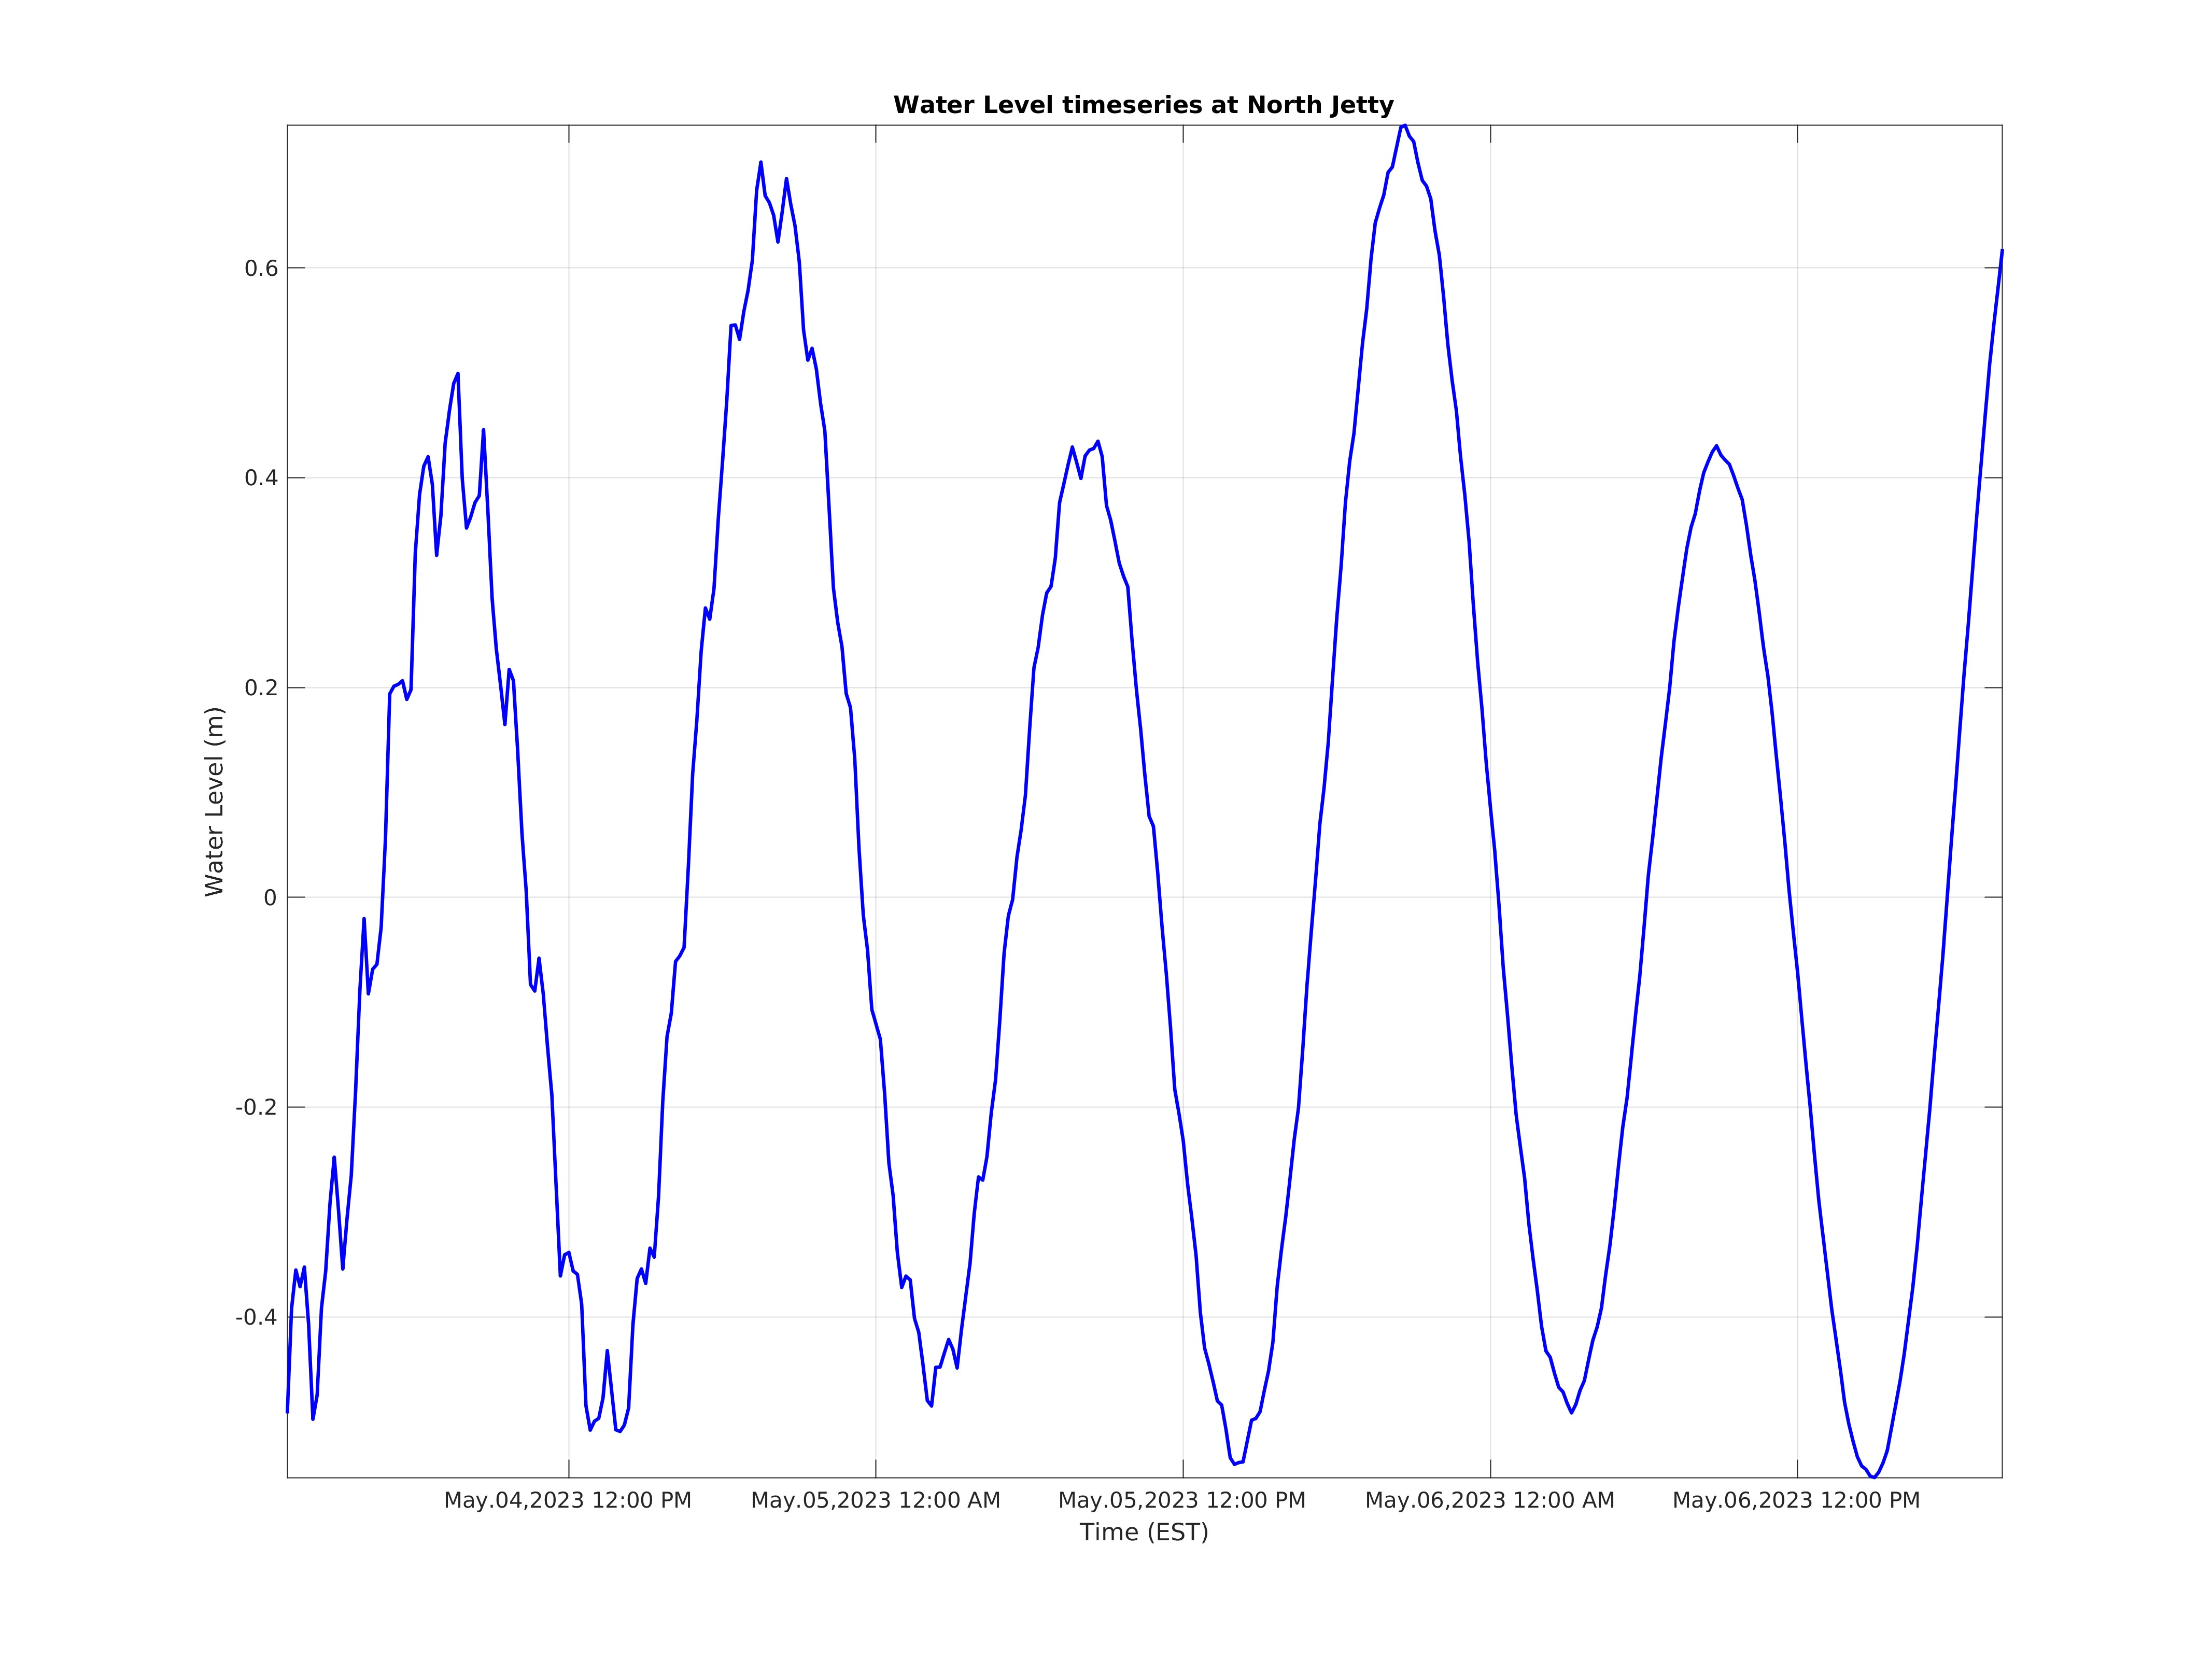 Water Level timeseries at North Jetty
0.6
0.4
0.2
0
-0.2
-0.4
Water Level (m)
May.04,2023 12:00 PM
May.05,2023 12:00 AM
May.05,2023 12:00 PM
May.06,2023 12:00 AM
May.06,2023 12:00 PM
Time (EST)